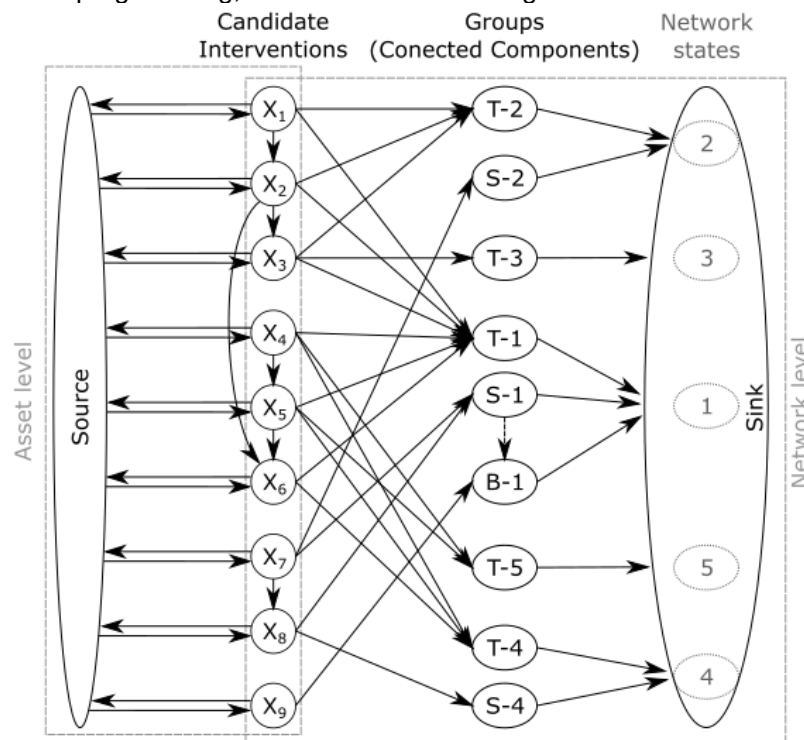 Candidate
Interventions
Groups
(Conected Components)
Network
states
X1
X2
X3
X4
X5
X6
X7
X8
X9
T-2
S-2
T-3
T-1
S-1
B-1
T-5
T-4
S-4
2
3
1
5
4
Asset level
Source
Sink
Network level